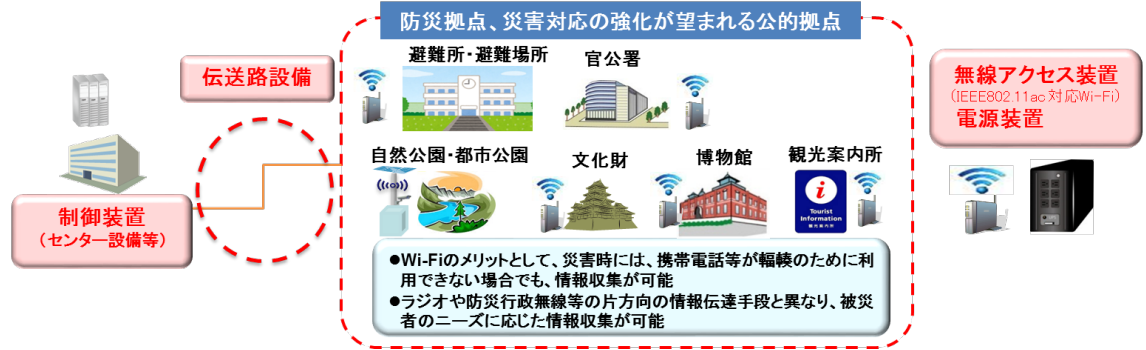 防災拠点、災害対応の強化が望まれる公的拠点
伝送路設備
避難所・避難場所
官公署
無線アクセス装置
(IEEE802.11ac 対応Wi-Fi)
電源装置
自然公園・都市公園
文化財
博物館
観光案内所
i
Tourist
Information
観光案内所
制御装置
(センター設備等)
●Wi-Fiのメリットとして、災害時には、携帯電話等が輻輳のために利
用できない場合でも、情報収集が可能
●ラジオや防災行政無線等の片方向の情報伝達手段と異なり、被災
者のニーズに応じた情報収集が可能